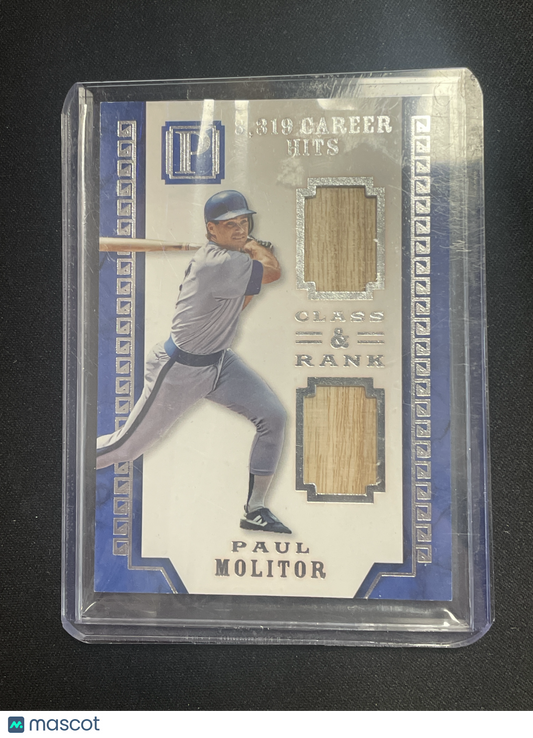 P
3,319 CAREER
HITS
CLASS
&
RANK
PAUL
MOLITOR
mascot